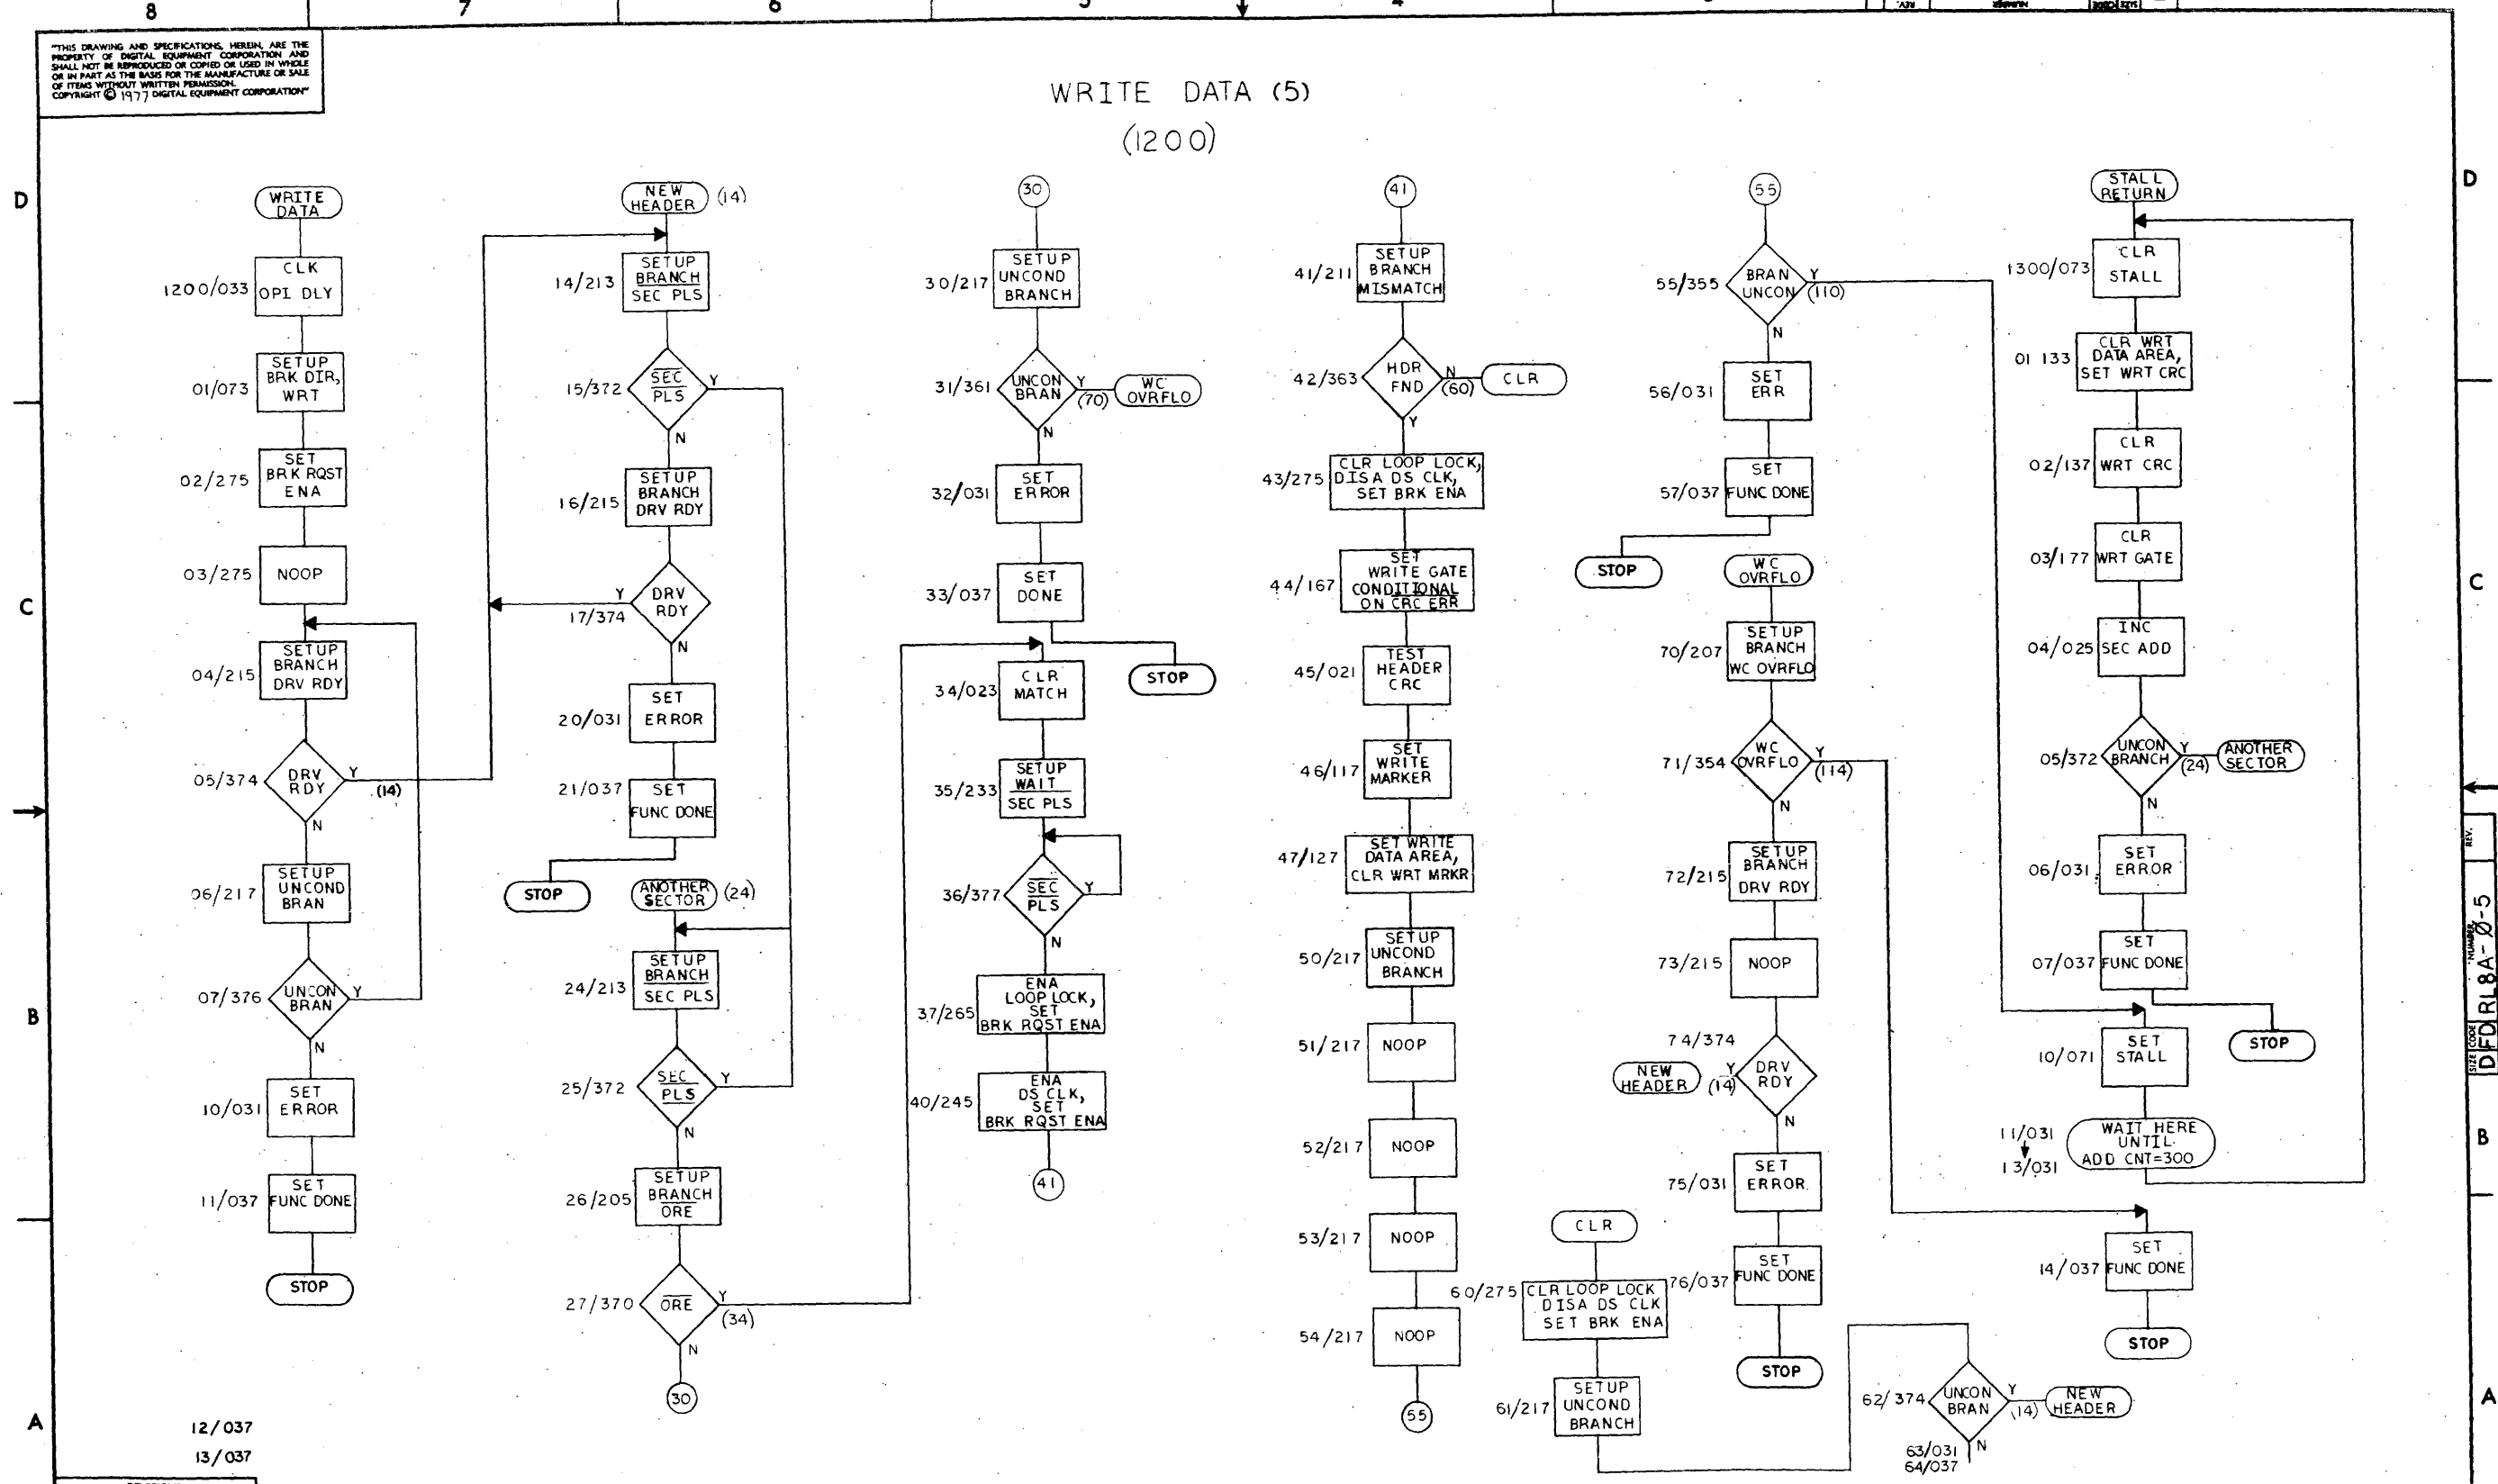 8
7
6
5
4
REV.
NUMBER
SIZE CODE
"THIS DRAWING AND SPECIFICATIONS, HEREIN, ARE THE
PROPERTY OF DIGITAL EQUIPMENT CORPORATION AND
SHALL NOT BE REPRODUCED OR COPIED OR USED IN WHOLE
OR IN PART AS THE BASIS FOR THE MANUFACTURE OR SALE
OF ITEMS WITHOUT WRITTEN PERMISSION.
COPYRIGHT © 1977 DIGITAL EQUIPMENT CORPORATION"
WRITE DATA (5)
(1200)
D
C
B
A
WRITE
DATA
1200/033
CLK
OPI DLY
01/073
SETUP
BRK DIR,
WRT
02/275
SET
BRK RQST
ENA
03/275
NOOP
04/215
SETUP
BRANCH
DRV RDY
05/374
DRV
RDY
Y
(14)
N
06/217
SETUP
UNCOND
BRAN
07/376
UNCON
BRAN
Y
N
10/031
SET
ERROR
11/037
SET
FUNC DONE
STOP
12/037
13/037
NEW
HEADER
(14)
14/213
SETUP
BRANCH
SEC PLS
15/372
SEC
PLS
Y
N
16/215
SETUP
BRANCH
DRV RDY
Y
17/374
DRV
RDY
N
20/031
SET
ERROR
21/037
SET
FUNC DONE
STOP
ANOTHER
SECTOR
(24)
24/213
SETUP
BRANCH
SEC PLS
25/372
SEC
PLS
Y
N
26/205
SETUP
BRANCH
ORE
27/370
ORE
Y
(34)
N
30
30
30/217
SETUP
UNCOND
BRANCH
31/361
UNCON
BRAN
Y
(70)
WC
OVRFLO
N
32/031
SET
ERROR
33/037
SET
DONE
STOP
34/023
CLR
MATCH
35/233
SETUP
WAIT
SEC PLS
36/377
SEC
PLS
Y
N
37/265
ENA
LOOP LOCK,
SET
BRK RQST ENA
40/245
ENA
DS CLK,
SET
BRK RQST ENA
41
41
41/211
SETUP
BRANCH
MISMATCH
42/363
HDR
FND
N
(60)
CLR
Y
43/275
CLR LOOP LOCK,
DISA DS CLK,
SET BRK ENA
44/167
SET
WRITE GATE
CONDITIONAL
ON CRC ERR
45/021
TEST
HEADER
CRC
46/117
SET
WRITE
MARKER
47/127
SET WRITE
DATA AREA,
CLR WRT MRKR
50/217
SETUP
UNCOND
BRANCH
51/217
NOOP
52/217
NOOP
53/217
NOOP
54/217
NOOP
55
55
55/355
BRAN
UNCON
Y
(110)
N
56/031
SET
ERR
57/037
SET
FUNC DONE
STOP
WC
OVRFLO
70/207
SETUP
BRANCH
WC OVRFLO
71/354
WC
OVRFLO
Y
(114)
N
72/215
SETUP
BRANCH
DRV RDY
73/215
NOOP
74/374
NEW
HEADER
Y
(14)
DRV
RDY
N
75/031
SET
ERROR
76/037
SET
FUNC DONE
STOP
CLR
60/275
CLR LOOP LOCK
DISA DS CLK
SET BRK ENA
61/217
SETUP
UNCOND
BRANCH
62/374
UNCON
BRAN
Y
(14)
NEW
HEADER
63/031
64/037
N
STALL
RETURN
1300/073
CLR
STALL
01 133
CLR WRT
DATA AREA,
SET WRT CRC
02/137
CLR
WRT CRC
03/177
CLR
WRT GATE
04/025
INC
SEC ADD
05/372
UNCON
BRANCH
Y
(24)
ANOTHER
SECTOR
N
06/031
SET
ERROR
07/037
SET
FUNC DONE
STOP
10/071
SET
STALL
11/031
13/031
WAIT HERE
UNTIL
ADD CNT=300
14/037
SET
FUNC DONE
STOP
D
C
B
A
REV.
NUMBER
RL8A-Ø-5
SIZE CODE
D FD